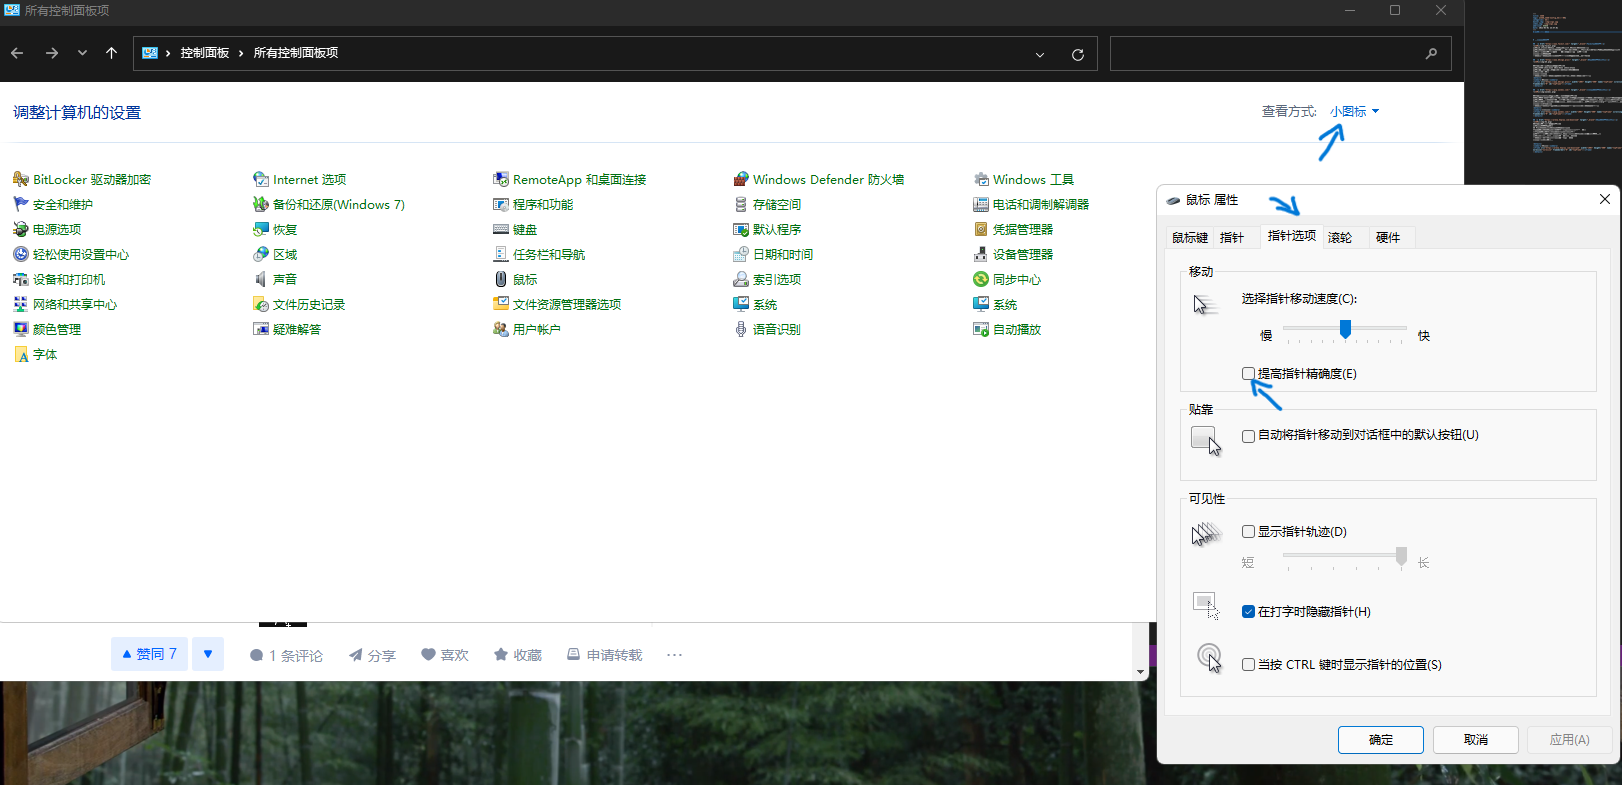 所有控制面板项
控制面板 › 所有控制面板项
调整计算机的设置
查看方式: 小图标
BitLocker 驱动器加密
Internet 选项
RemoteApp 和桌面连接
Windows Defender 防火墙
Windows 工具
安全和维护
备份和还原(Windows 7)
程序和功能
存储空间
电话和调制解调器
电源选项
恢复
键盘
默认程序
凭据管理器
轻松使用设置中心
区域
任务栏和导航
日期和时间
设备管理器
设备和打印机
声音
鼠标
索引选项
同步中心
网络和共享中心
文件历史记录
文件资源管理器选项
系统
系统
颜色管理
疑难解答
用户帐户
语音识别
自动播放
字体
鼠标 属性
鼠标键 指针 指针选项 滚轮 硬件
移动
选择指针移动速度(C):
慢 快
提高指针精确度(E)
贴靠
自动将指针移动到对话框中的默认按钮(U)
可见性
显示指针轨迹(D)
短 长
在打字时隐藏指针(H)
当按 CTRL 键时显示指针的位置(S)
确定 取消 应用(A)
赞同 7 1 条评论 分享 喜欢 收藏 申请转载 ···